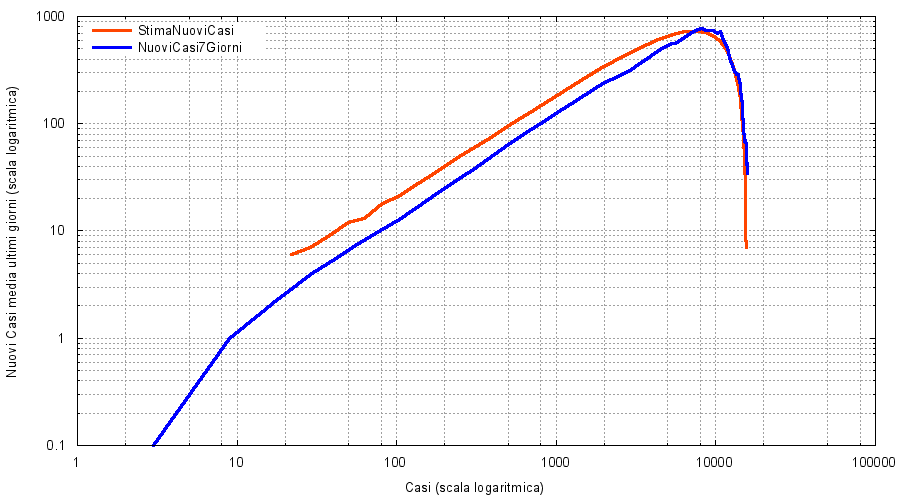 1000
StimaNuoviCasi
NuoviCasi7Giorni
100
10
1
0.1
Nuovi Casi media ultimi giorni (scala logaritmica)
1 10 100 1000 10000 100000
Casi (scala logaritmica)